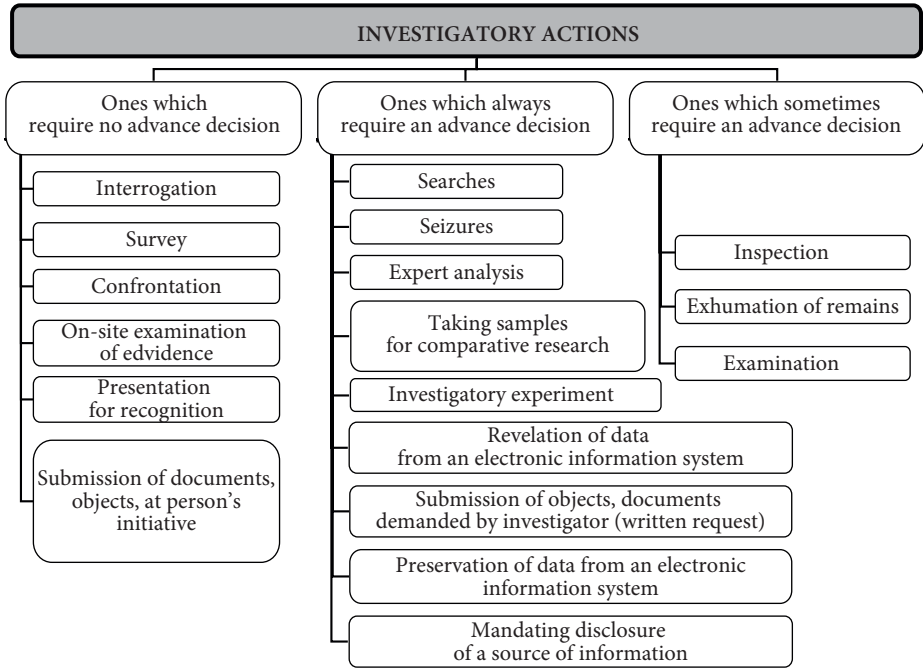 INVESTIGATORY ACTIONS
Ones which
require no advance decision
Interrogation
Survey
Confrontation
On-site examination
of edvidence
Presentation
for recognition
Submission of documents,
objects, at person's
initiative
Ones which always
require an advance decision
Searches
Seizures
Expert analysis
Taking samples
for comparative research
Investigatory experiment
Revelation of data
from an electronic information system
Submission of objects, documents
demanded by investigator (written request)
Preservation of data from an electronic
information system
Mandating disclosure
of a source of information
Ones which sometimes
require an advance decision
Inspection
Exhumation of remains
Examination